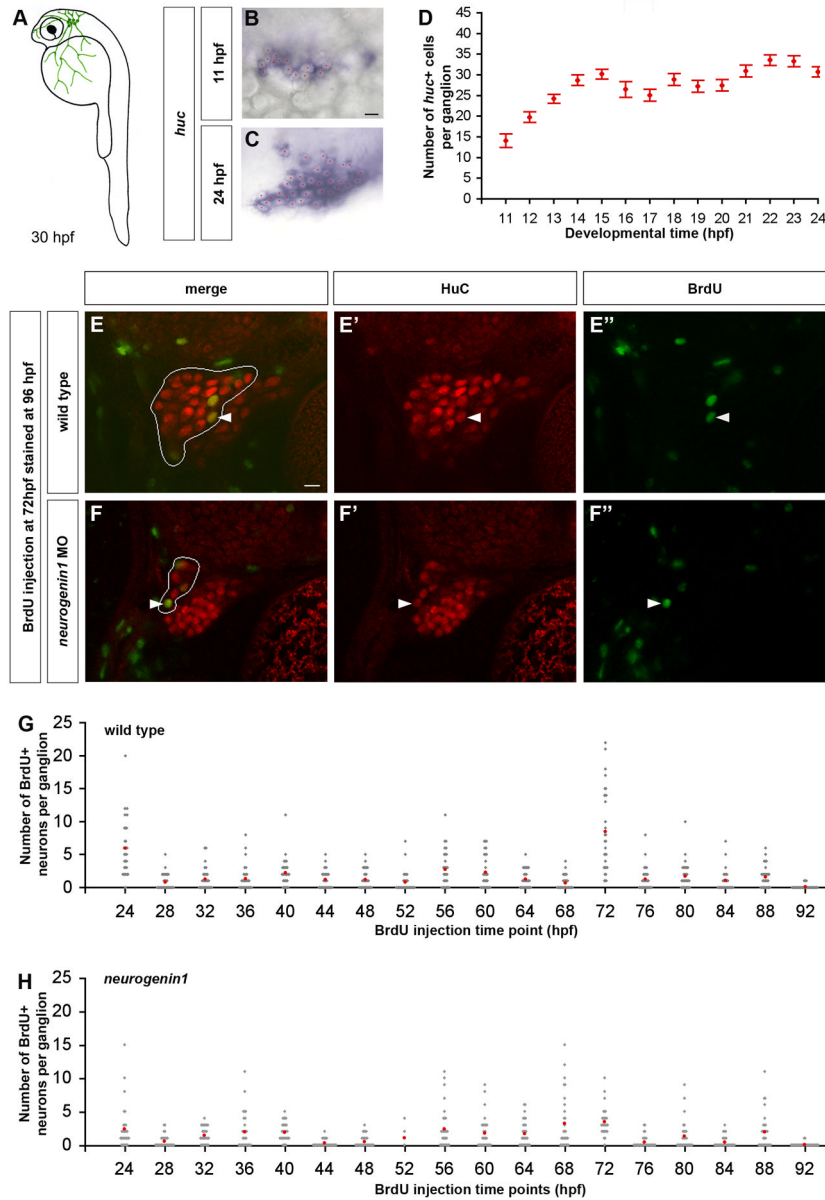 A
30 hpf
huc
11 hpf
24 hpf
B
C
D
Number of huc+ cells
per ganglion
45
40
35
30
25
20
15
10
5
0
11 12 13 14 15 16 17 18 19 20 21 22 23 24
Developmental time (hpf)
merge
HuC
BrdU
BrdU injection at 72hpf stained at 96 hpf
wild type
neurogenin1 MO
E
E’
E’’
F
F’
F’’
G
wild type
Number of BrdU+
neurons per ganglion
25
20
15
10
5
0
24 28 32 36 40 44 48 52 56 60 64 68 72 76 80 84 88 92
BrdU injection time point (hpf)
H
neurogenin1
Number of BrdU+
neurons per ganglion
25
20
15
10
5
0
24 28 32 36 40 44 48 52 56 60 64 68 72 76 80 84 88 92
BrdU injection time points (hpf)